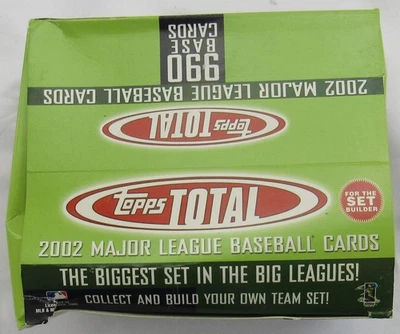 990
BASE
CARDS
2002 MAJOR LEAGUE BASEBALL CARDS
Topps TOTAL
Topps TOTAL
FOR THE
SET
BUILDER
2002 MAJOR LEAGUE BASEBALL CARDS
THE BIGGEST SET IN THE BIG LEAGUES!
COLLECT AND BUILD YOUR OWN TEAM SET!